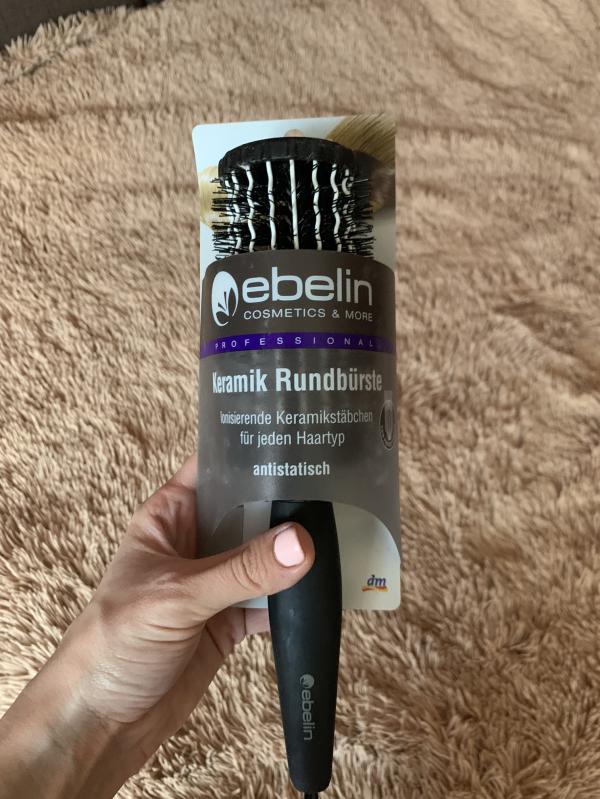 ebelin
COSMETICS & MORE
PROFESSIONAL
Keramik Rundbürste
Ionisierende Keramikstäbchen
für jeden Haartyp
antistatisch
dm
ebelin